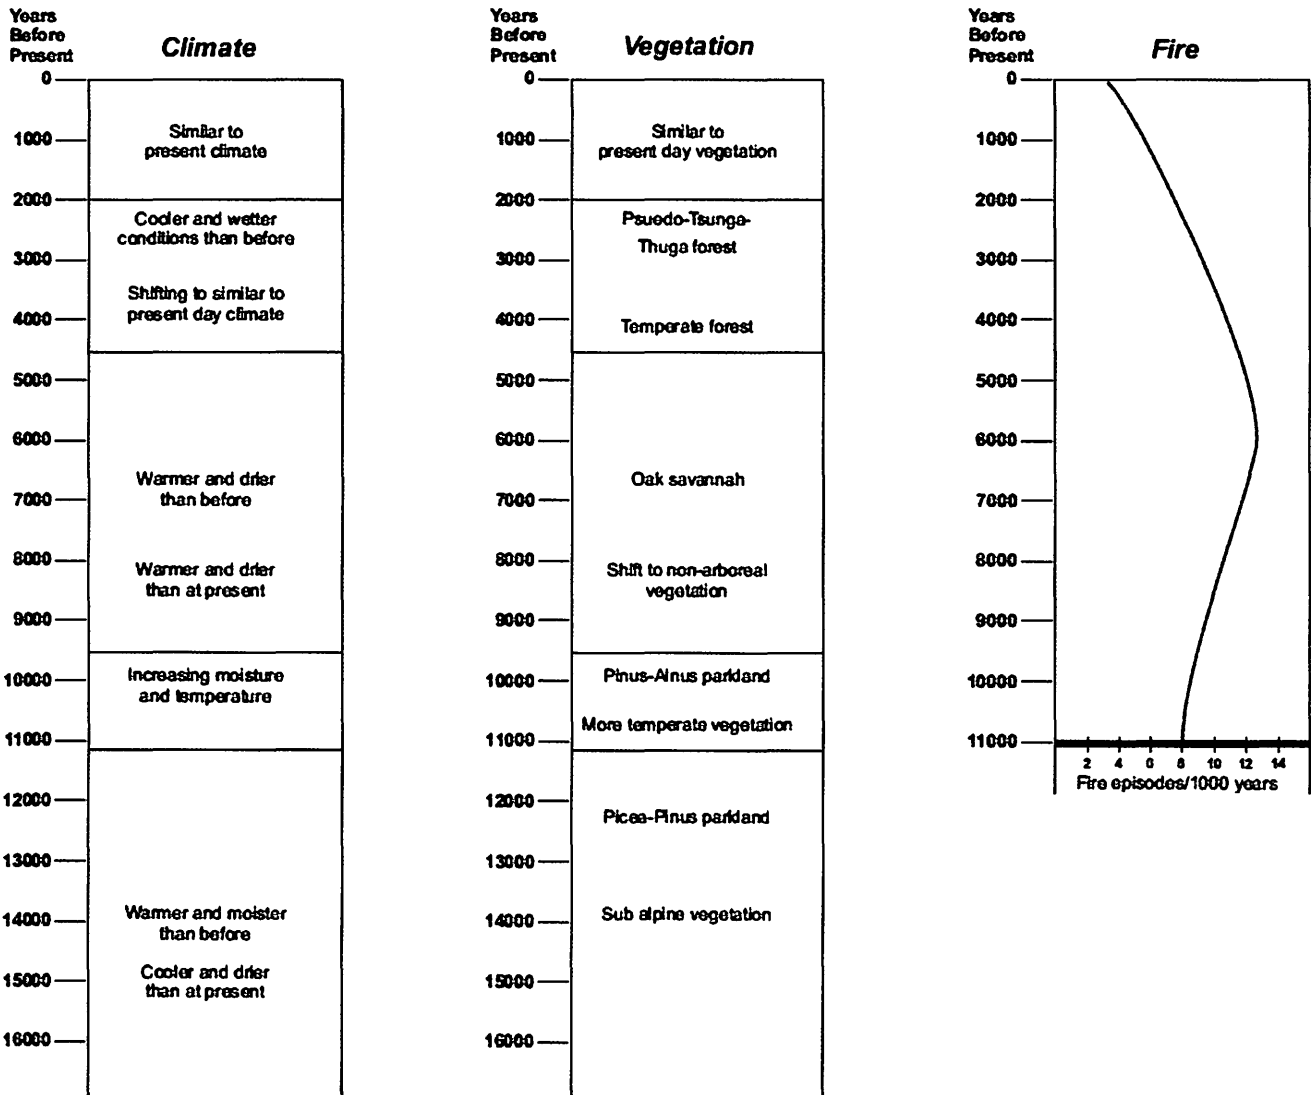 Years
Before
Present
Climate
0
1000
2000
3000
4000
5000
6000
7000
8000
9000
10000
11000
12000
13000
14000
15000
16000
Similar to
present climate
Cooler and wetter
conditions than before
Shifting to similar to
present day climate
Warmer and drier
than before
Warmer and drier
than at present
Increasing moisture
and temperature
Warmer and moister
than before
Cooler and drier
than at present
Years
Before
Present
Vegetation
0
1000
2000
3000
4000
5000
6000
7000
8000
9000
10000
11000
12000
13000
14000
15000
16000
Similar to
present day vegetation
Psuedo-Tsunga-
Thuga forest
Temperate forest
Oak savannah
Shift to non-arboreal
vegetation
Pinus-Alnus parkland
More temperate vegetation
Picea-Pinus parkland
Sub alpine vegetation
Years
Before
Present
Fire
0
1000
2000
3000
4000
5000
6000
7000
8000
9000
10000
11000
2 4 6 8 10 12 14
Fire episodes/1000 years